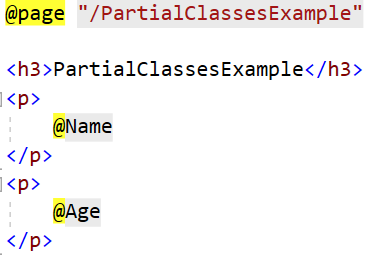 @page "/PartialClassesExample"
<h3>PartialClassesExample</h3>
<p>
@Name
</p>
<p>
@Age
</p>